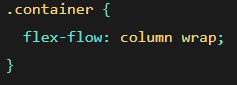 .container {
  flex-flow: column wrap;
}